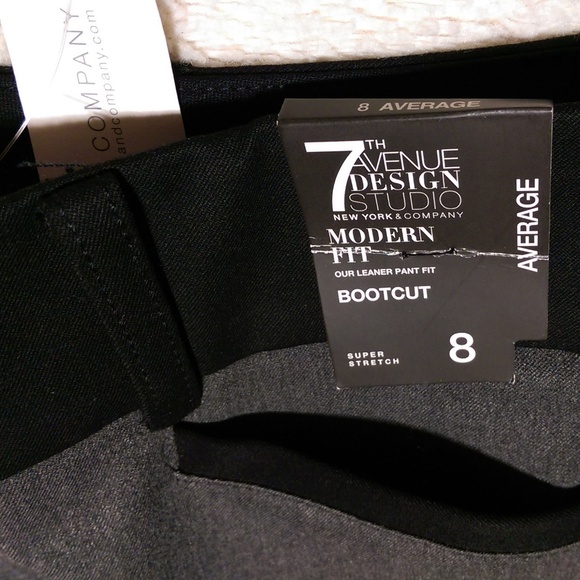 COMPANY
andcompany.com
8 AVERAGE
7TH
AVENUE
DESIGN
STUDIO
NEW YORK & COMPANY
MODERN
FIT
OUR LEANER PANT FIT
BOOTCUT
SUPER
STRETCH
8
AVERAGE